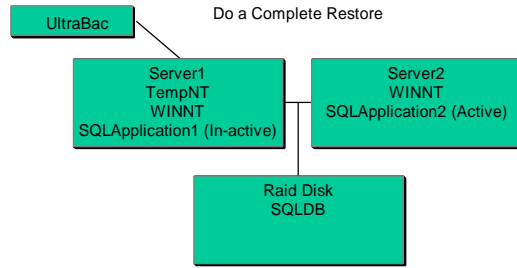 Do a Complete Restore
UltraBac
Server1
TempNT
WINNT
SQLApplication1 (In-active)
Server2
WINNT
SQLApplication2 (Active)
Raid Disk
SQLDB